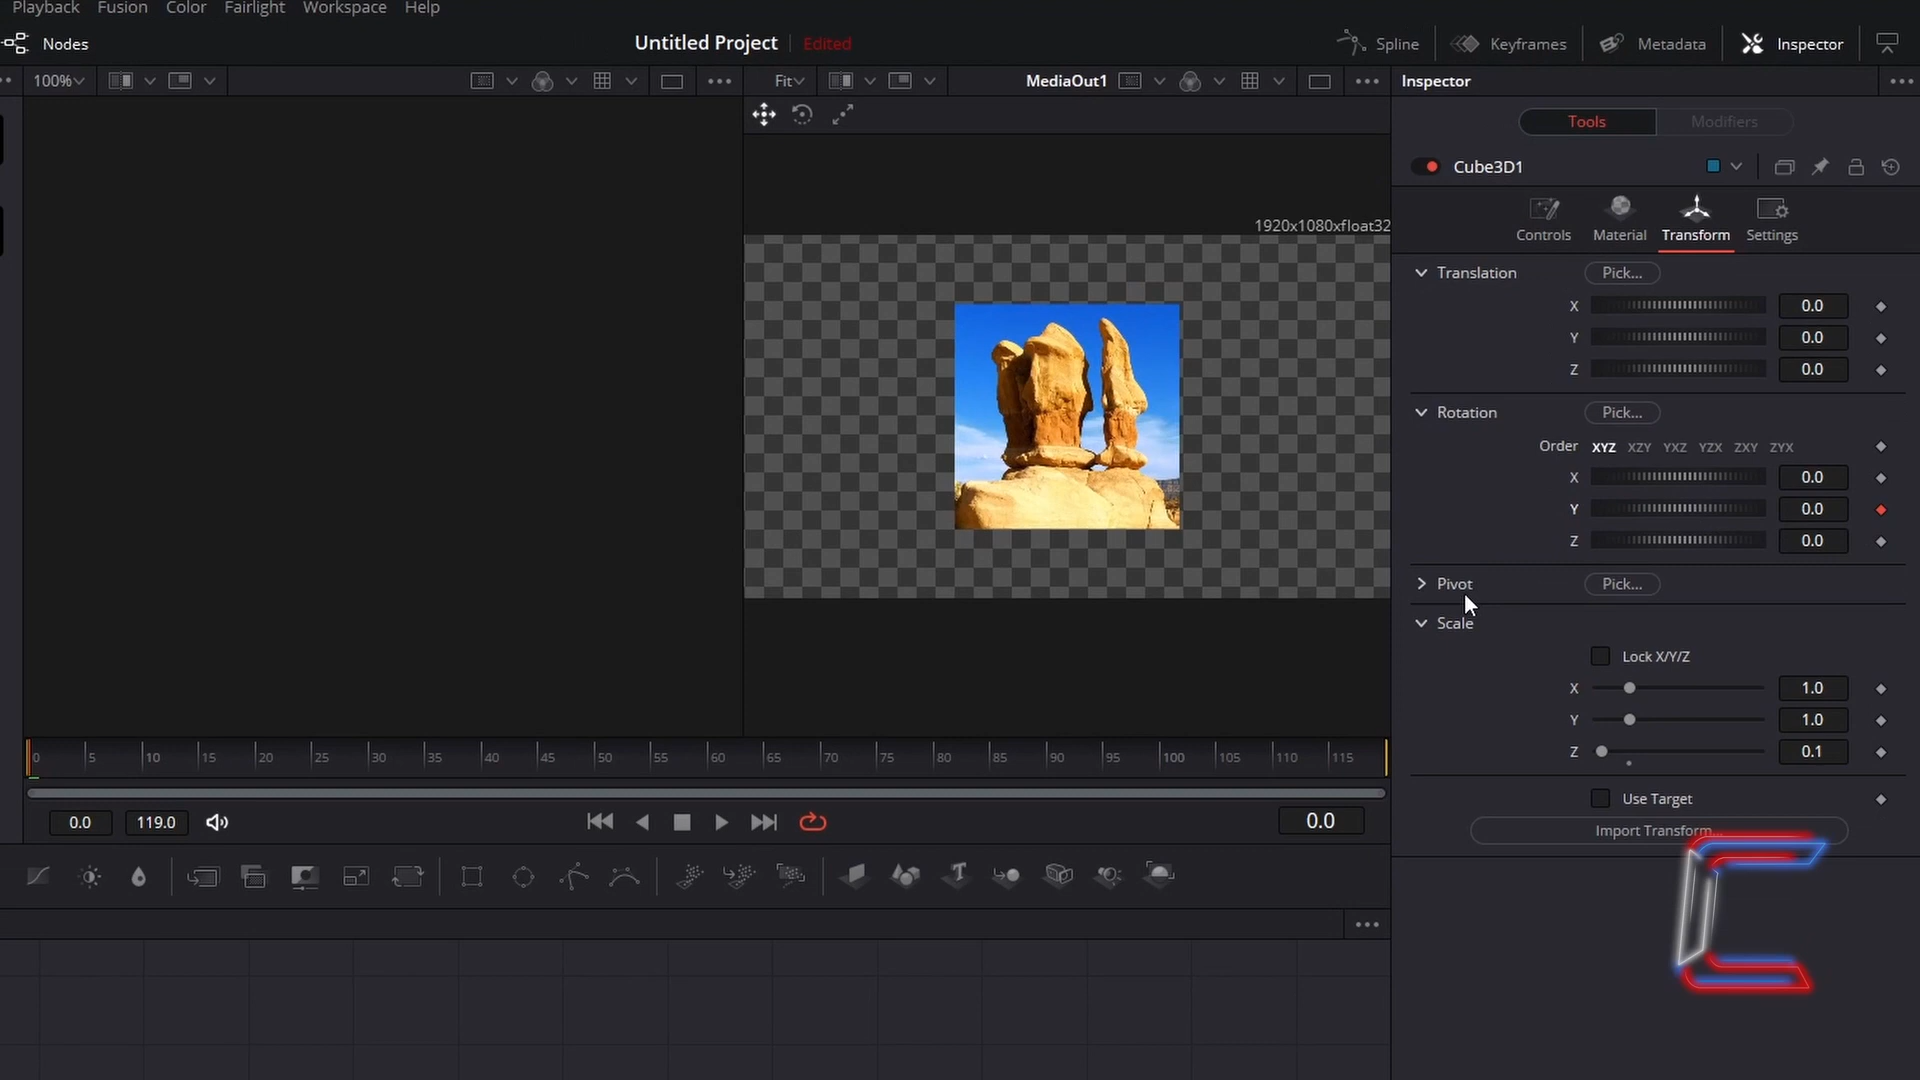 Playback Fusion Color Fairlight Workspace Help
Nodes Untitled Project Edited Spline Keyframes Metadata Inspector
100% Fit MediaOut1 Inspector
Tools Modifiers
Cube3D1
1920x1080xfloat32
Controls Material Transform Settings
Translation Pick...
X 0.0
Y 0.0
Z 0.0
Rotation Pick...
Order XYZ XZY YXZ YZX ZXY ZYX
X 0.0
Y 0.0
Z 0.0
Pivot Pick...
Scale
Lock X/Y/Z
X 1.0
Y 1.0
Z 0.1
0 5 10 15 20 25 30 35 40 45 50 55 60 65 70 75 80 85 90 95 100 105 110 115
Use Target
0.0 119.0 0.0
Import Transform...